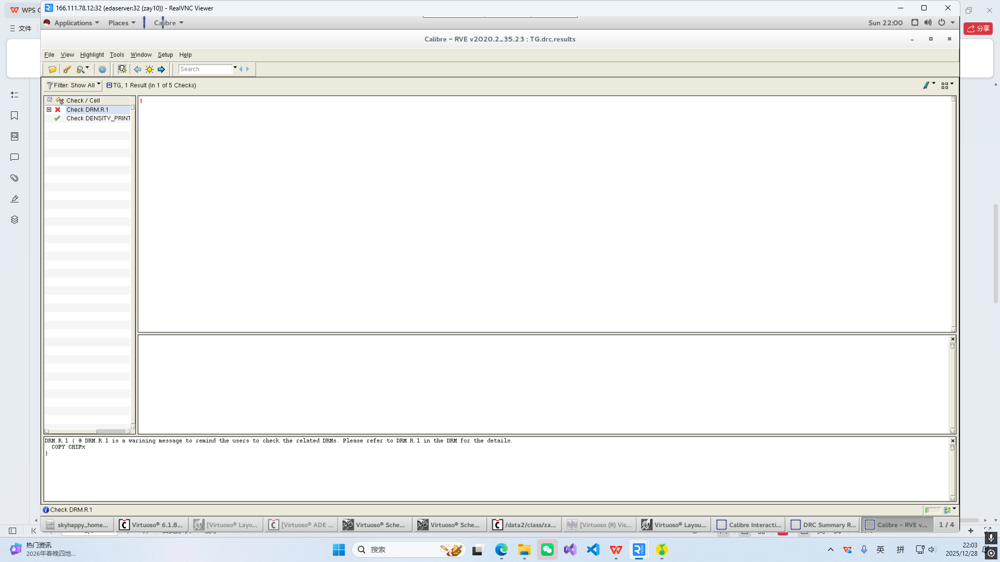 WPS
166.111.78.12:32 (edaserver:32 (zay10)) - RealVNC Viewer
文件
分享
Applications Places Calibre
Sun 22:00
Calibre - RVE v2020.2_35.23 : TG.drc.results
File View Highlight Tools Window Setup Help
Search
Filter: Show All TG, 1 Result (in 1 of 5 Checks)
Check / Cell
1
Check DRM.R.1
Check DENSITY_PRINT
DRM.R.1 { @ DRM.R.1 is a varining message to remind the users to check the related DRMs. Please refer to DRM.R.1 in the DRM for the details.
COPY CHIPx
}
Check DRM.R.1
skyhappy_home... Virtuoso® 6.1.8... [Virtuoso® Layo... [Virtuoso® ADE ... Virtuoso® Sche... Virtuoso® Sche... /data2/class/za... [Virtuoso (R) Vis... Virtuoso® Layou... Calibre Interacti... DRC Summary R... Calibre - RVE v... 1 / 4
热门资讯
2026年春晚四地...
搜索
英 拼
22:03
2025/12/28